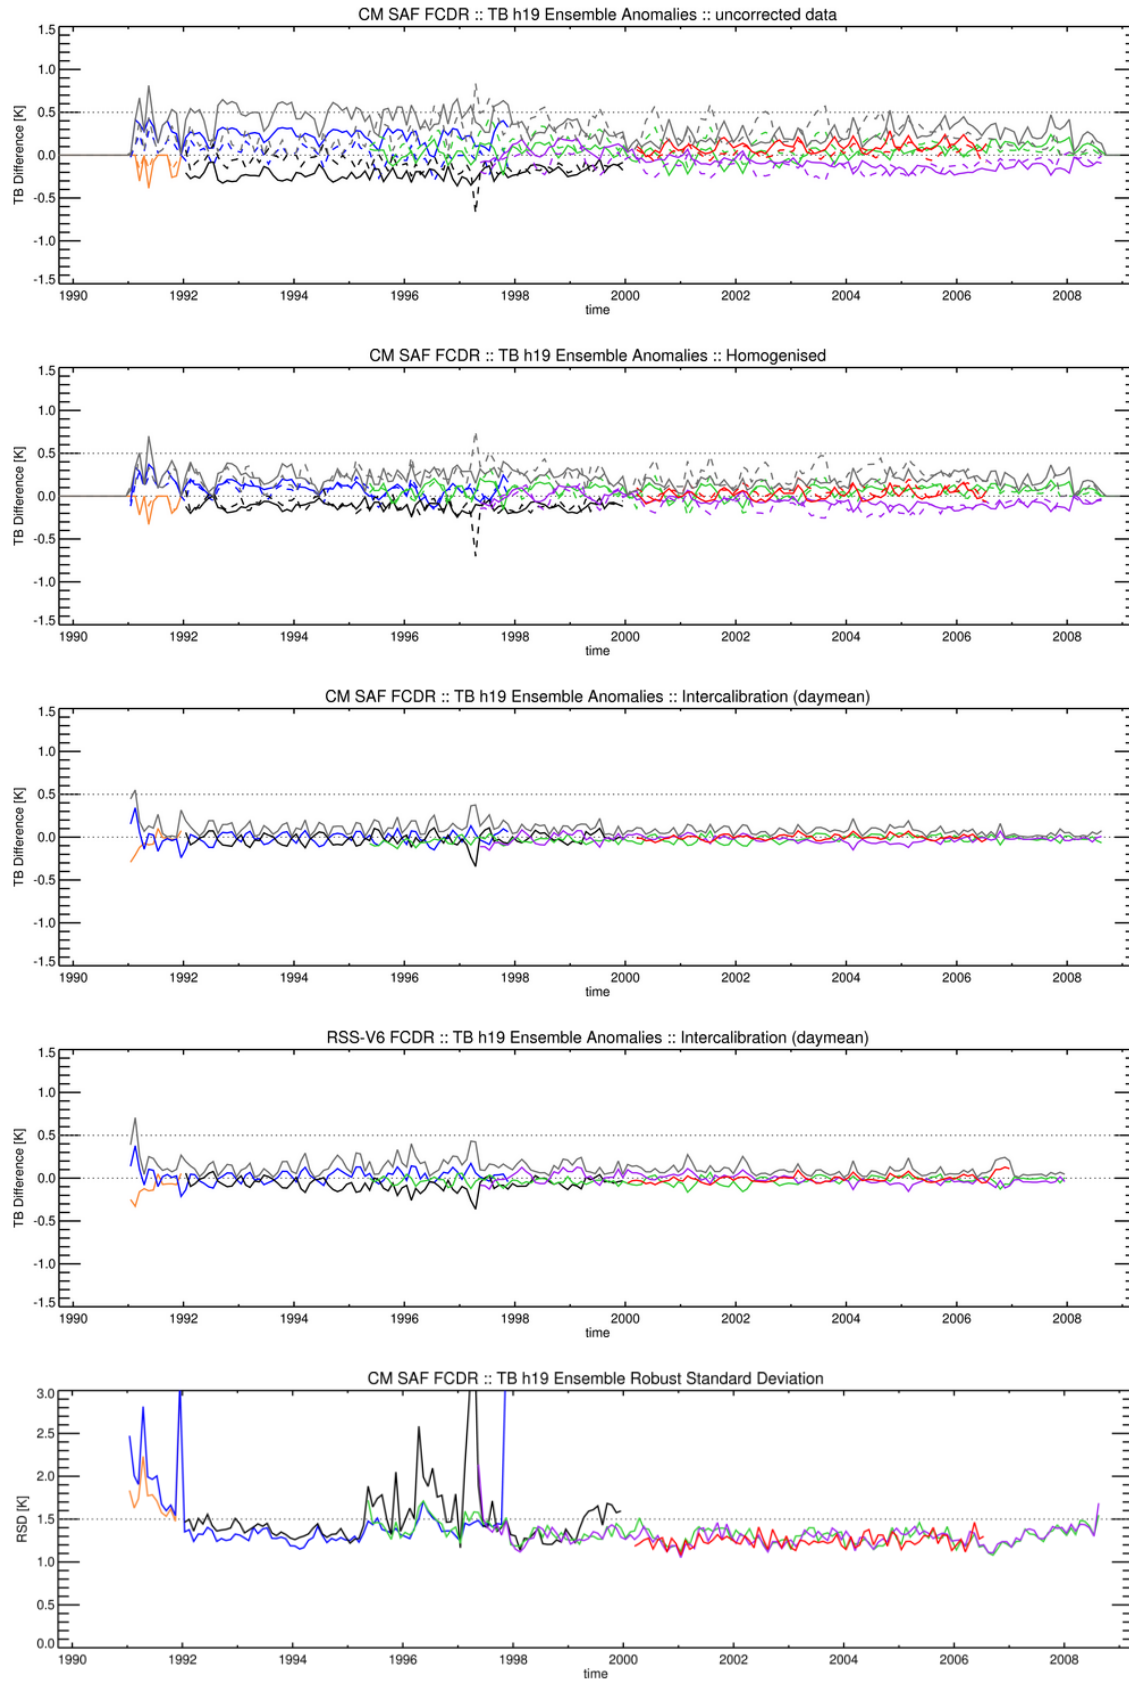 CM SAF FCDR :: TB h19 Ensemble Anomalies :: uncorrected data
1.5
1.0
0.5
0.0
-0.5
-1.0
-1.5
TB Difference [K]
1990 1992 1994 1996 1998 2000 2002 2004 2006 2008
time
CM SAF FCDR :: TB h19 Ensemble Anomalies :: Homogenised
1.5
1.0
0.5
0.0
-0.5
-1.0
-1.5
TB Difference [K]
1990 1992 1994 1996 1998 2000 2002 2004 2006 2008
time
CM SAF FCDR :: TB h19 Ensemble Anomalies :: Intercalibration (daymean)
1.5
1.0
0.5
0.0
-0.5
-1.0
-1.5
TB Difference [K]
1990 1992 1994 1996 1998 2000 2002 2004 2006 2008
time
RSS-V6 FCDR :: TB h19 Ensemble Anomalies :: Intercalibration (daymean)
1.5
1.0
0.5
0.0
-0.5
-1.0
-1.5
TB Difference [K]
1990 1992 1994 1996 1998 2000 2002 2004 2006 2008
time
CM SAF FCDR :: TB h19 Ensemble Robust Standard Deviation
3.0
2.5
2.0
1.5
1.0
0.5
0.0
RSD [K]
1990 1992 1994 1996 1998 2000 2002 2004 2006 2008
time